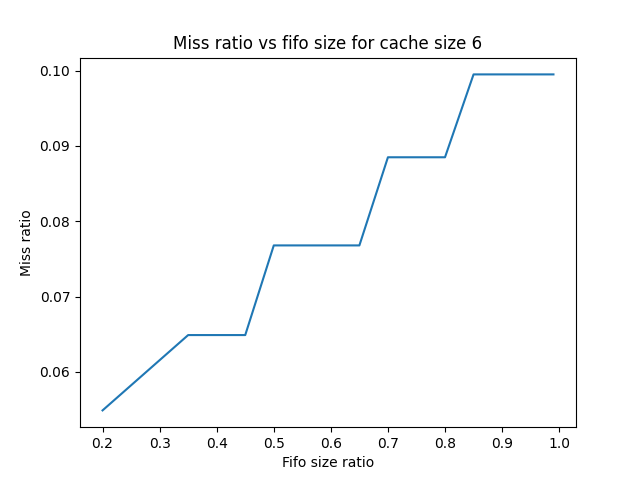 Miss ratio vs fifo size for cache size 6
0.10
0.09
0.08
0.07
0.06
Miss ratio
0.2 0.3 0.4 0.5 0.6 0.7 0.8 0.9 1.0
Fifo size ratio